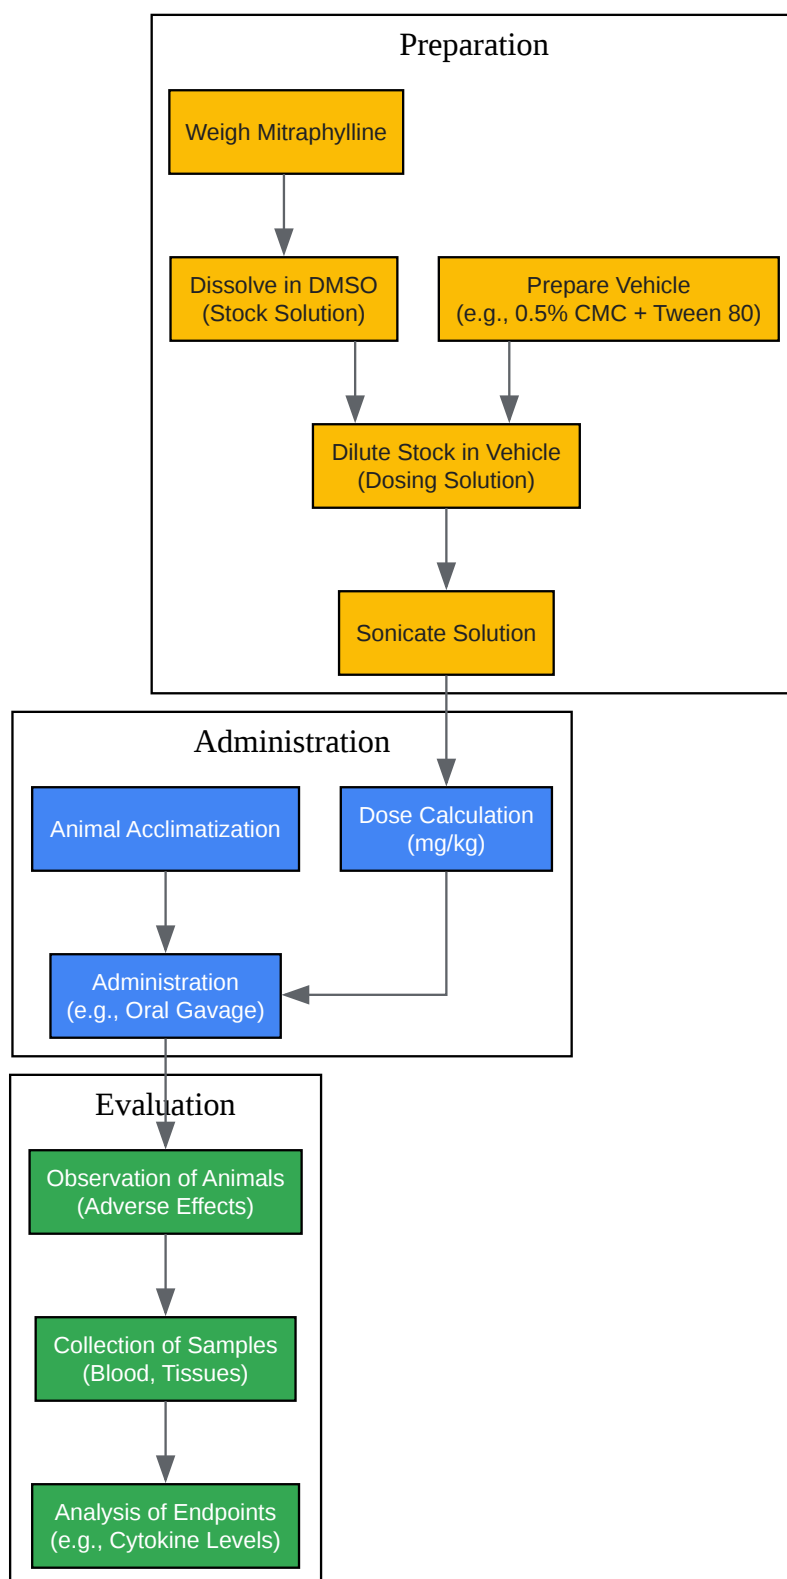 Preparation
Weigh Mitraphylline
Dissolve in DMSO
(Stock Solution)
Prepare Vehicle
(e.g., 0.5% CMC + Tween 80)
Dilute Stock in Vehicle
(Dosing Solution)
Sonicate Solution
Administration
Animal Acclimatization
Dose Calculation
(mg/kg)
Administration
(e.g., Oral Gavage)
Evaluation
Observation of Animals
(Adverse Effects)
Collection of Samples
(Blood, Tissues)
Analysis of Endpoints
(e.g., Cytokine Levels)